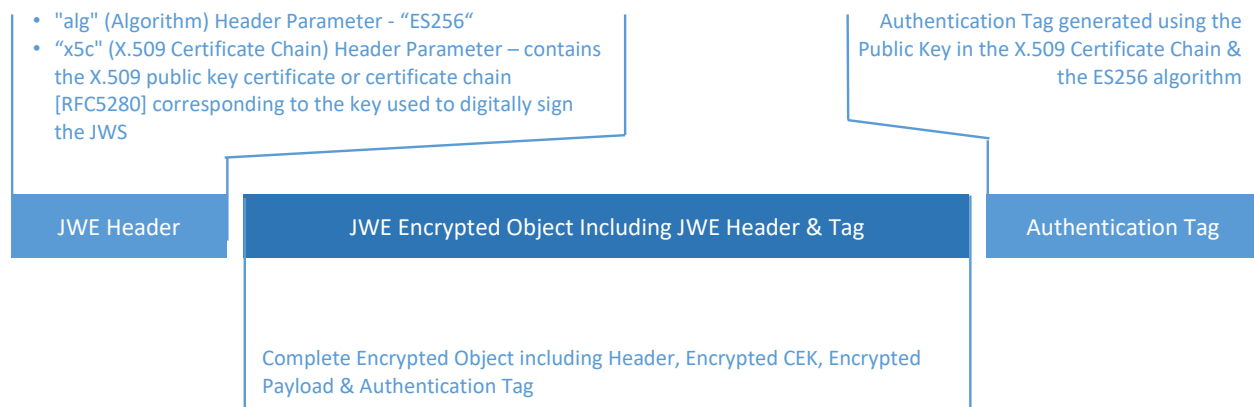 • "alg" (Algorithm) Header Parameter - “ES256“
• “x5c" (X.509 Certificate Chain) Header Parameter – contains
the X.509 public key certificate or certificate chain
[RFC5280] corresponding to the key used to digitally sign
the JWS
Authentication Tag generated using the
Public Key in the X.509 Certificate Chain &
the ES256 algorithm
JWE Header
JWE Encrypted Object Including JWE Header & Tag
Authentication Tag
Complete Encrypted Object including Header, Encrypted CEK, Encrypted
Payload & Authentication Tag